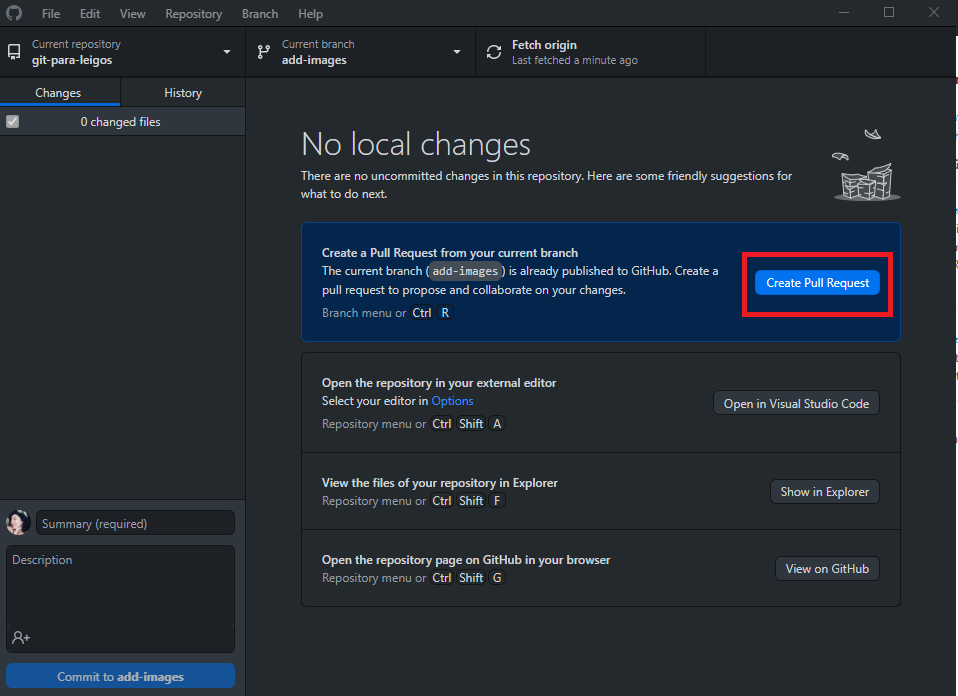 File Edit View Repository Branch Help
Current repository
git-para-leigos
Current branch
add-images
Fetch origin
Last fetched a minute ago
Changes
History
0 changed files
No local changes
There are no uncommitted changes in this repository. Here are some friendly suggestions for
what to do next.
Create a Pull Request from your current branch
The current branch (add-images) is already published to GitHub. Create a
pull request to propose and collaborate on your changes.
Branch menu or Ctrl R
Create Pull Request
Open the repository in your external editor
Select your editor in Options
Repository menu or Ctrl Shift A
Open in Visual Studio Code
View the files of your repository in Explorer
Repository menu or Ctrl Shift F
Show in Explorer
Open the repository page on GitHub in your browser
Repository menu or Ctrl Shift G
View on GitHub
Summary (required)
Description
Commit to add-images